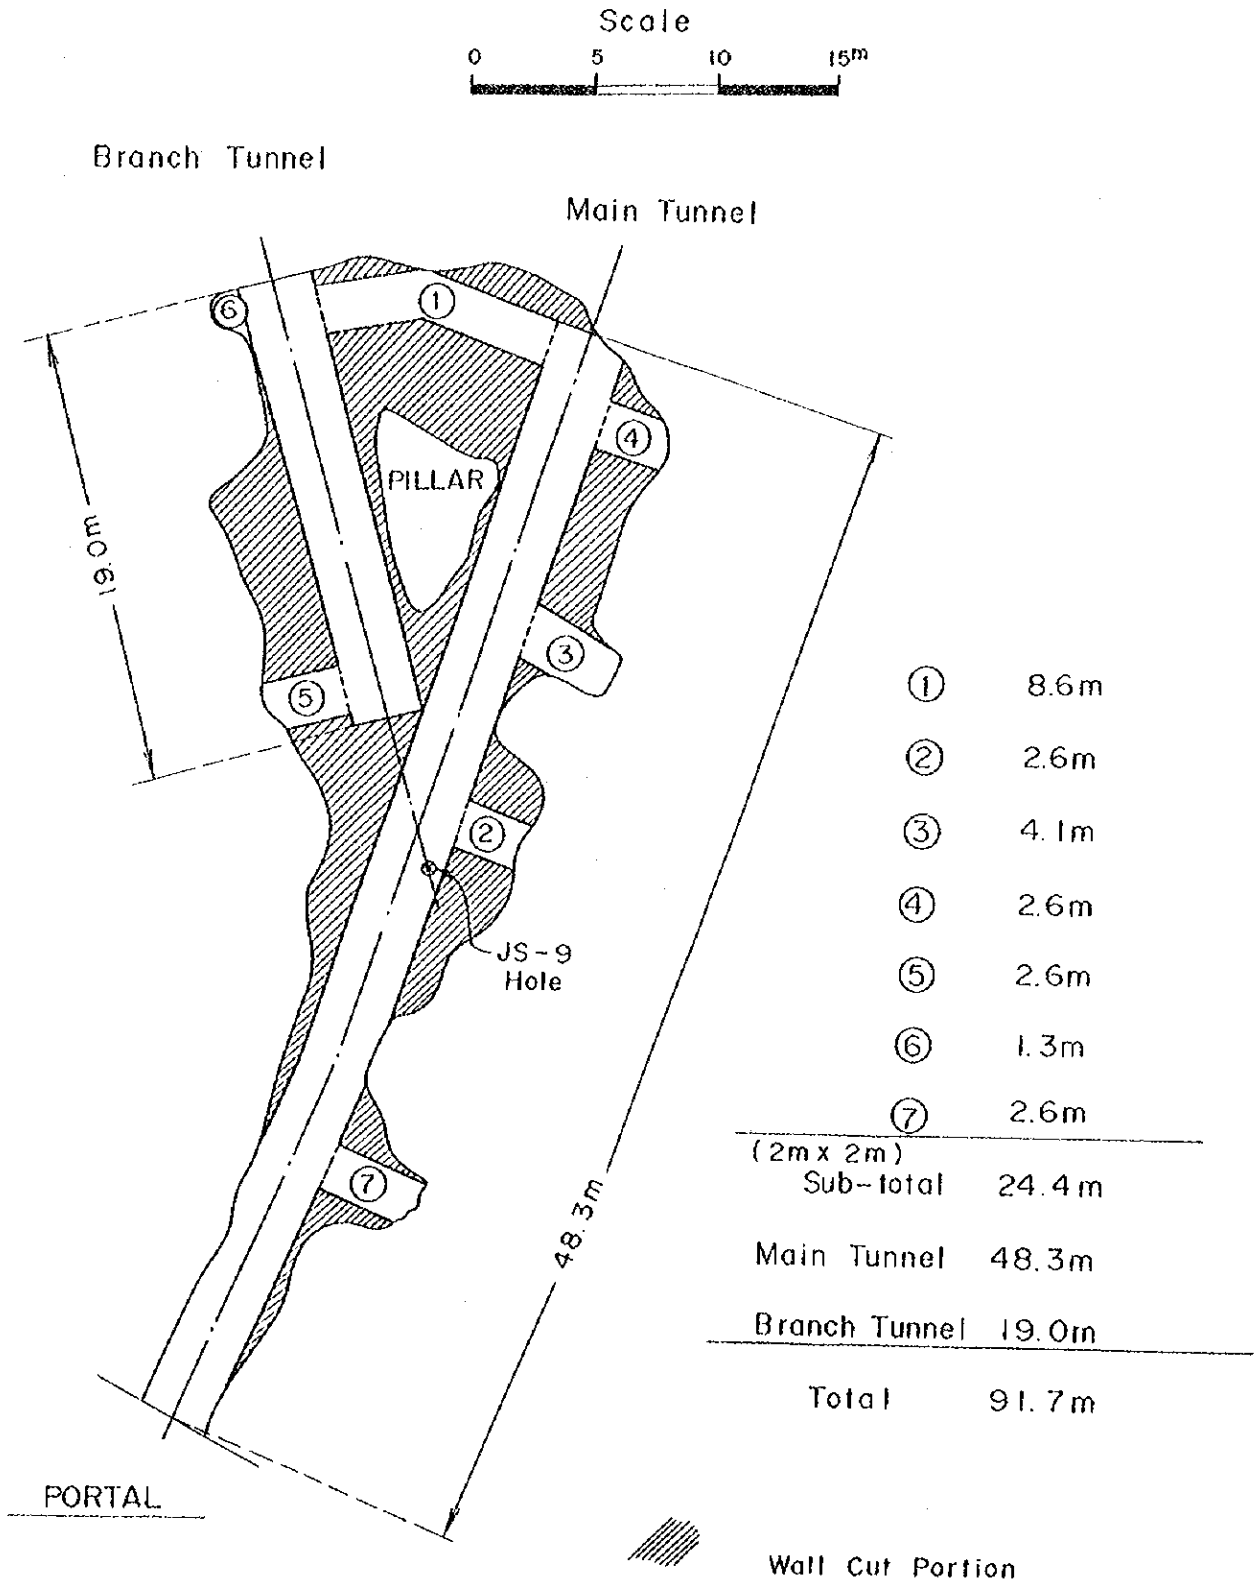 Scale
0 5 10 15m
Branch Tunnel
Main Tunnel
⑥
①
④
PILLAR
19.0m
③
⑤
②
JS-9
Hole
⑦
48.3m
① 8.6m
② 2.6m
③ 4.1m
④ 2.6m
⑤ 2.6m
⑥ 1.3m
⑦ 2.6m
(2m x 2m)
Sub-total 24.4m
Main Tunnel 48.3m
Branch Tunnel 19.0m
Total 91.7m
PORTAL
Wall Cut Portion